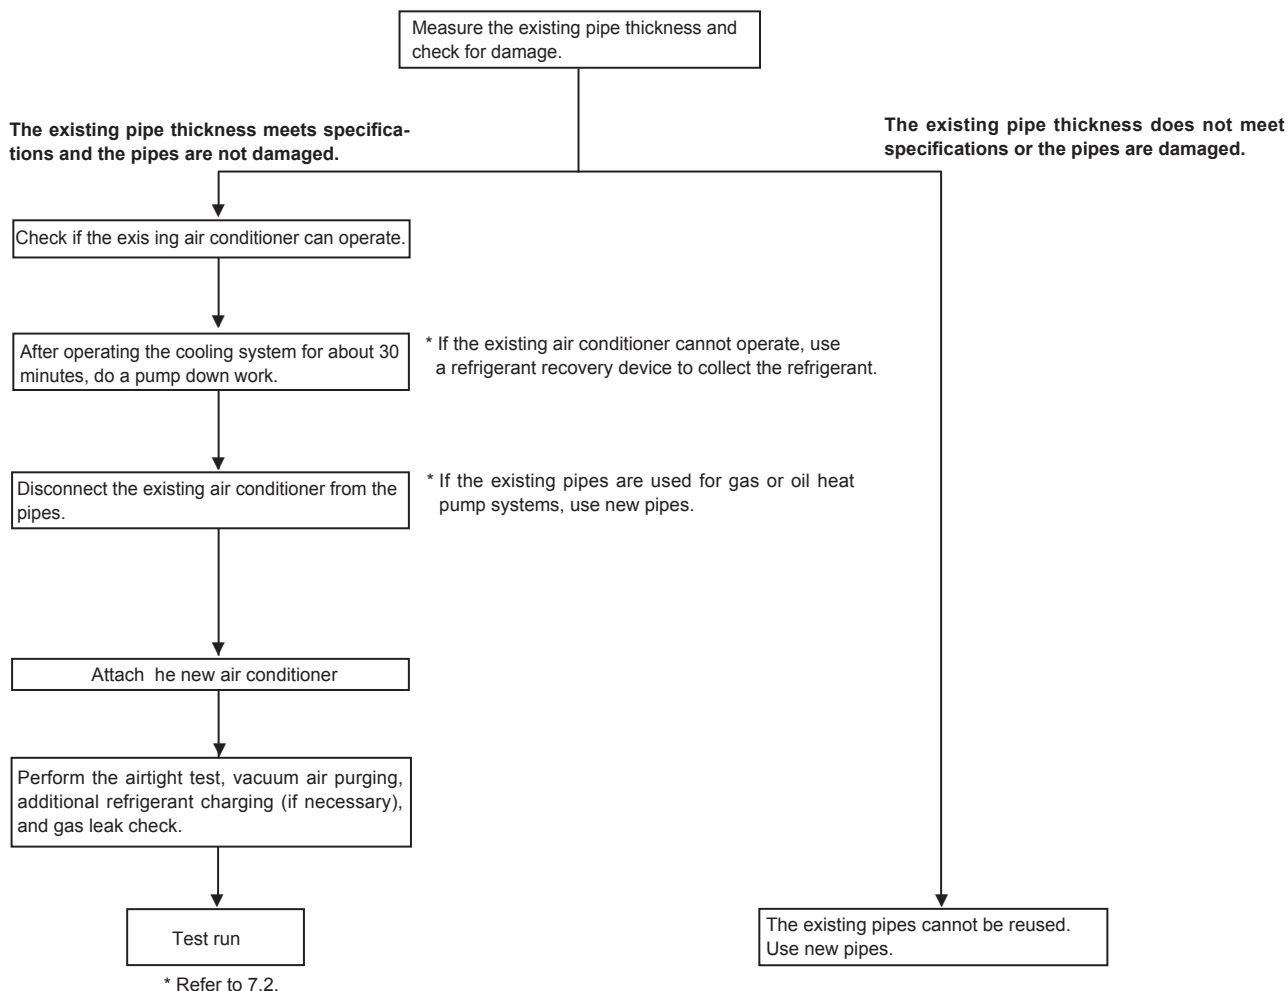 Measure the existing pipe thickness and
check for damage.
The existing pipe thickness meets specifica-
tions and the pipes are not damaged.
The existing pipe thickness does not meet
specifications or the pipes are damaged.
Check if the exis ing air conditioner can operate.
After operating the cooling system for about 30
minutes, do a pump down work.
* If the existing air conditioner cannot operate, use
a refrigerant recovery device to collect the refrigerant.
Disconnect the existing air conditioner from the
pipes.
* If the existing pipes are used for gas or oil heat
pump systems, use new pipes.
Attach he new air conditioner
Perform the airtight test, vacuum air purging,
additional refrigerant charging (if necessary),
and gas leak check.
Test run
* Refer to 7.2.
The existing pipes cannot be reused.
Use new pipes.